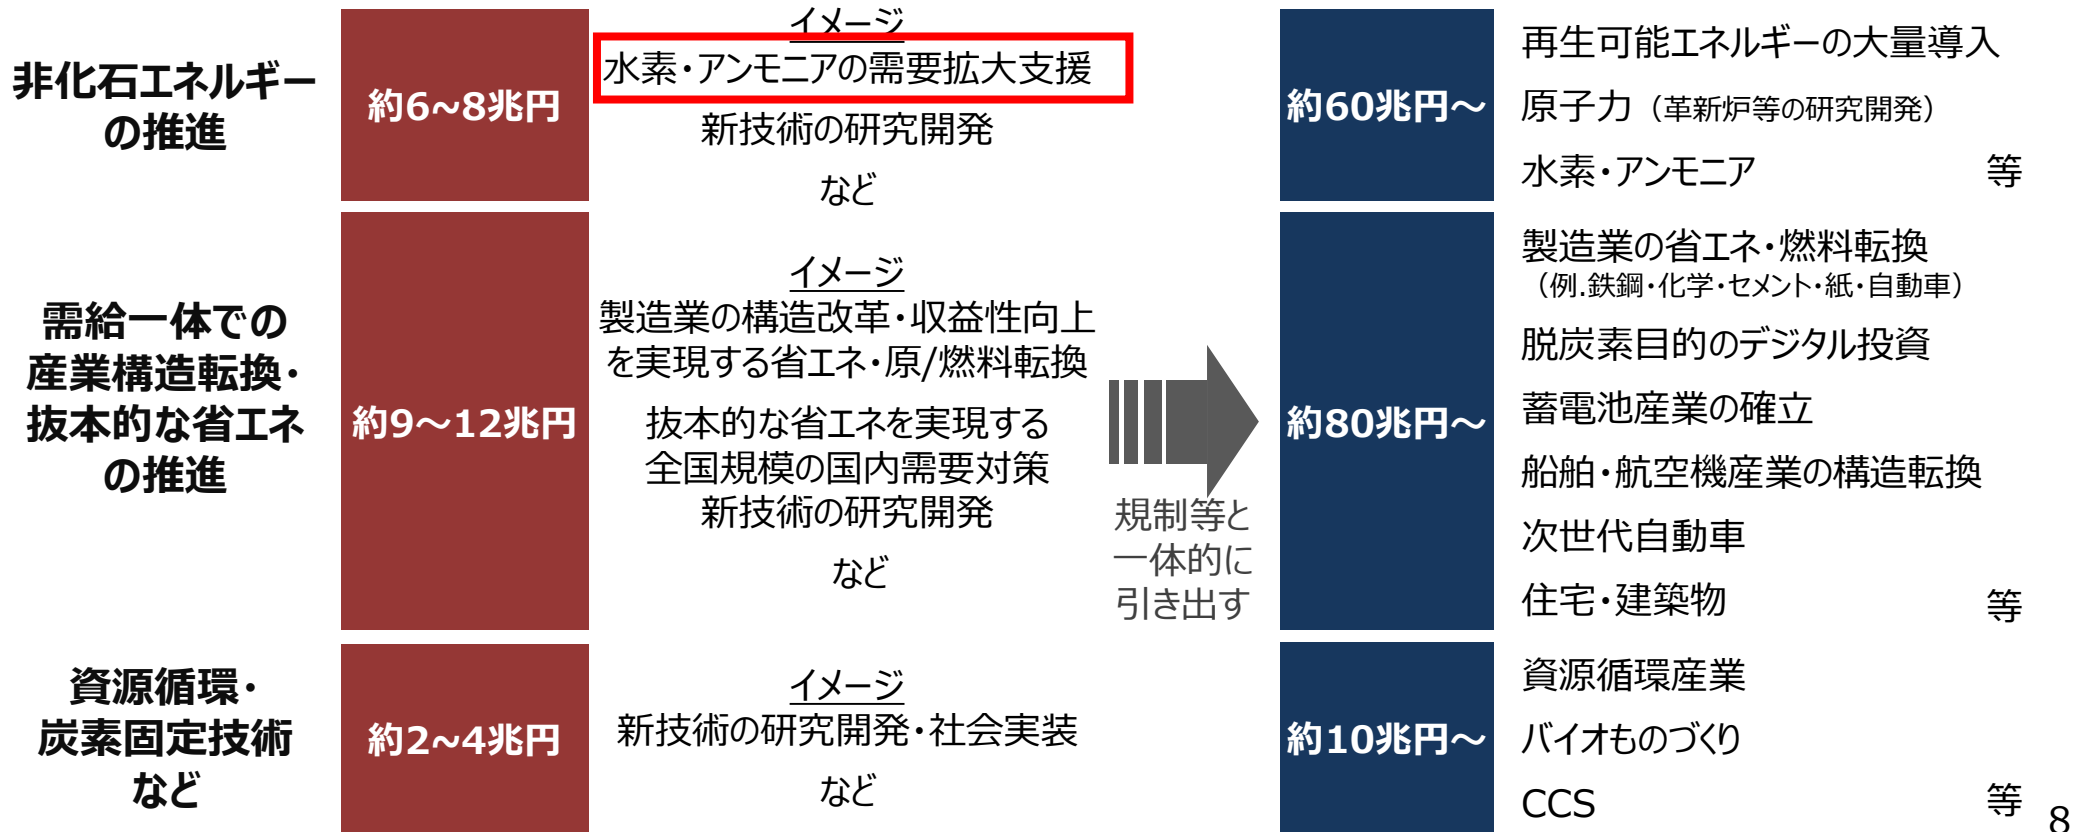 非化石エネルギー
の推進
約6~8兆円
イメージ
水素・アンモニアの需要拡大支援
新技術の研究開発
など
約60兆円～
再生可能エネルギーの大量導入
原子力（革新炉等の研究開発）
水素・アンモニア 等
需給一体での
産業構造転換・
抜本的な省エネ
の推進
約9～12兆円
イメージ
製造業の構造改革・収益性向上
を実現する省エネ・原/燃料転換
抜本的な省エネを実現する
全国規模の国内需要対策
新技術の研究開発
など
規制等と
一体的に
引き出す
約80兆円～
製造業の省エネ・燃料転換
（例.鉄鋼・化学・セメント・紙・自動車）
脱炭素目的のデジタル投資
蓄電池産業の確立
船舶・航空機産業の構造転換
次世代自動車
住宅・建築物 等
資源循環・
炭素固定技術
など
約2~4兆円
イメージ
新技術の研究開発・社会実装
など
約10兆円～
資源循環産業
バイオものづくり
CCS 等
8